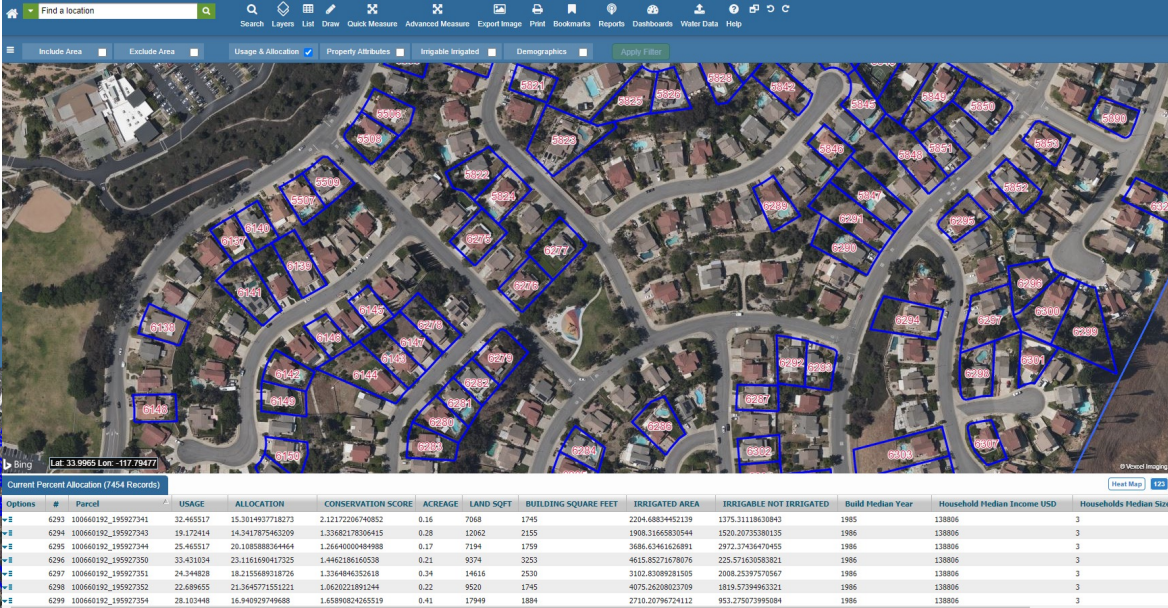 Find a location
Search Layers List Draw Quick Measure Advanced Measure Export Image Print Bookmarks Reports Dashboards Water Data Help
Include Area Exclude Area Usage & Allocation Property Attributes Irrigable Irrigated Demographics Apply Filter
5821 5825 5826 5828 5842 5845 5849 5850 5890
5508 5823 5846 5848 5851 5853
5509 5507 5822 5824 6289 5847 5852
6137 6140 6275 6277 6291 6290 6295
6139 6141 6276 6296
6138 6145 6278 6294 6297 6300 6299
6146 6147 6143 6279 6292 6293 6301
6142 6144 6282 6298
6148 6149 6281 6287
6280 6286 6307
6283 6150 6284 6302 6303
Bing Lat: 33.9965 Lon: -117.79477 © Vexcel Imaging
Current Percent Allocation (7454 Records) Heat Map 123
Options # Parcel USAGE ALLOCATION CONSERVATION SCORE ACREAGE LAND SQFT BUILDING SQUARE FEET IRRIGATED AREA IRRIGABLE NOT IRRIGATED Build Median Year Household Median Income USD Households Median Size
6293 100660192_195927341 32.465517 15.3014937718273 2.12172206740852 0.16 7068 1745 2204.68834452139 1375.31118630843 1985 138806 3
6294 100660192_195927343 19.172414 14.3417875463209 1.33682178306415 0.28 12062 2155 1908.31665830544 1520.20735380135 1986 138806 3
6295 100660192_195927344 25.465517 20.1085888364464 1.26640000484988 0.17 7194 1759 3686.63461626891 2972.37436470455 1986 138806 3
6296 100660192_195927350 33.431034 23.1161690417325 1.4462186160538 0.21 9374 3253 4615.85271678076 225.571630583821 1986 138806 3
6297 100660192_195927351 24.344828 18.2155689318726 1.3364846352618 0.34 14616 2530 3102.83089281505 2008.25397570567 1986 138806 3
6298 100660192_195927352 22.689655 21.3645771551221 1.0620221891244 0.22 9520 1745 4075.26208023709 1819.57394963321 1986 138806 3
6299 100660192_195927354 28.103448 16.940929749688 1.65890824265519 0.41 17949 1884 2710.20796724112 953.275073995084 1986 138806 3